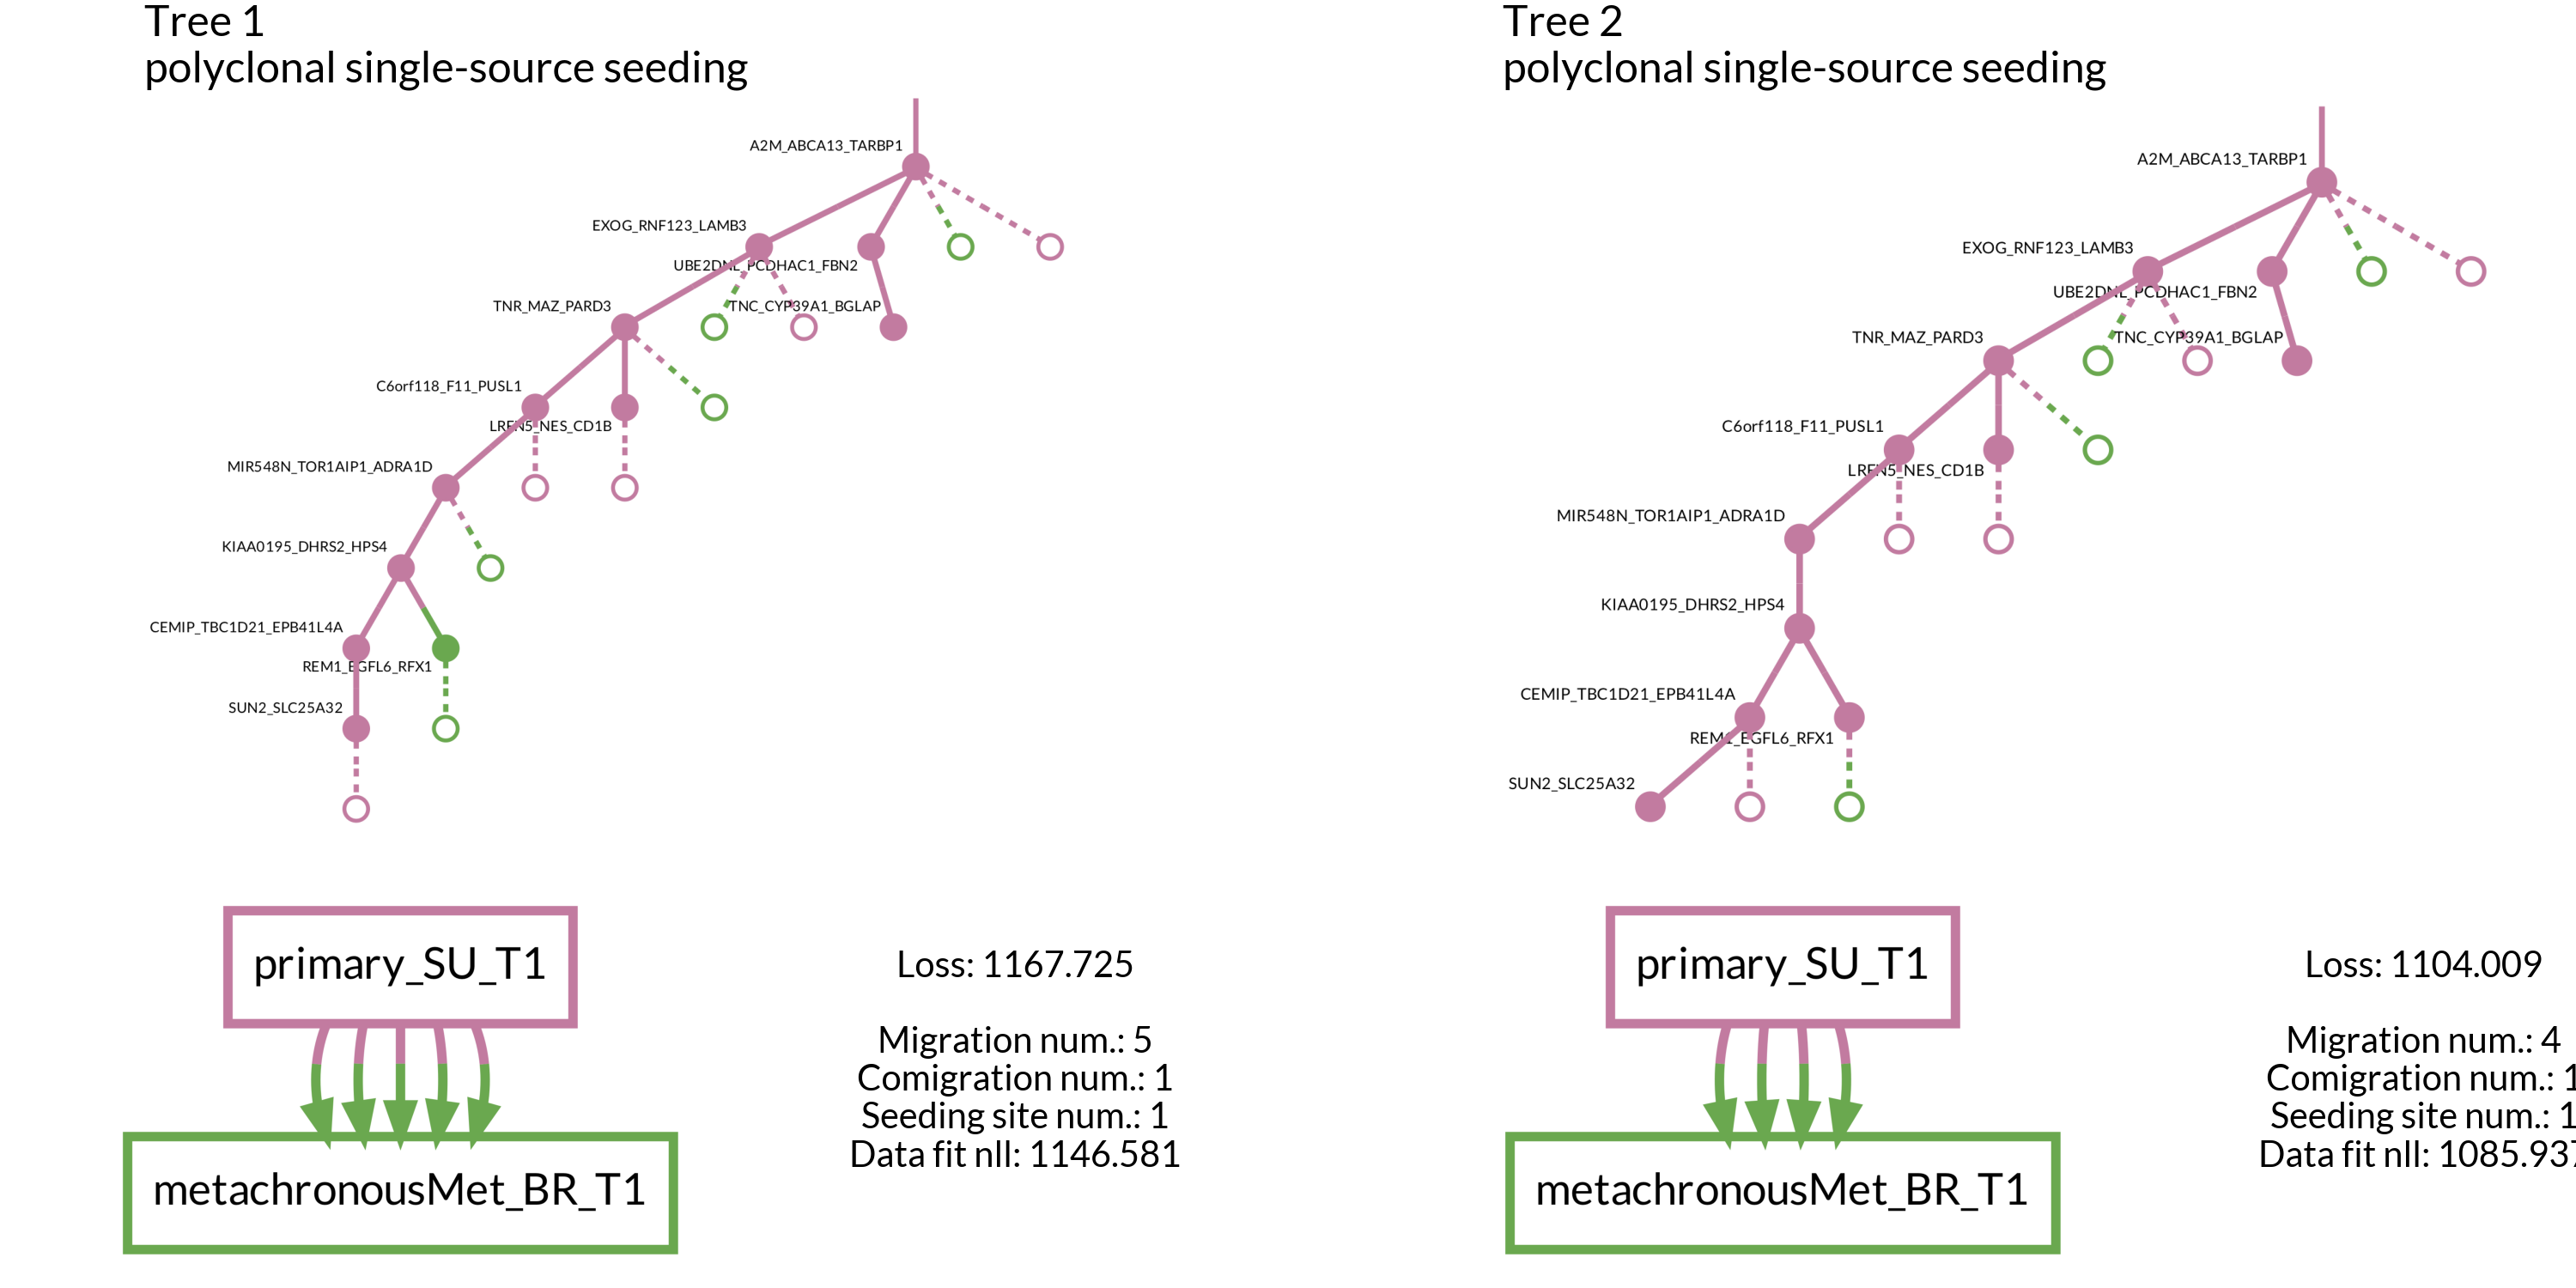 Tree 1
polyclonal single-source seeding
A2M_ABCA13_TARBP1
EXOG_RNF123_LAMB3
UBE2DNL_PCDHAC1_FBN2
TNR_MAZ_PARD3
TNC_CYP39A1_BGLAP
C6orf118_F11_PUSL1
LRFN5_NES_CD1B
MIR548N_TOR1AIP1_ADRA1D
KIAA0195_DHRS2_HPS4
CEMIP_TBC1D21_EPB41L4A
REM1_EGFL6_RFX1
SUN2_SLC25A32
primary_SU_T1
metachronousMet_BR_T1
Loss: 1167.725
Migration num.: 5
Comigration num.: 1
Seeding site num.: 1
Data fit nll: 1146.581
Tree 2
polyclonal single-source seeding
A2M_ABCA13_TARBP1
EXOG_RNF123_LAMB3
UBE2DNL_PCDHAC1_FBN2
TNR_MAZ_PARD3
TNC_CYP39A1_BGLAP
C6orf118_F11_PUSL1
LRFN5_NES_CD1B
MIR548N_TOR1AIP1_ADRA1D
KIAA0195_DHRS2_HPS4
CEMIP_TBC1D21_EPB41L4A
REM1_EGFL6_RFX1
SUN2_SLC25A32
primary_SU_T1
metachronousMet_BR_T1
Loss: 1104.009
Migration num.: 4
Comigration num.: 1
Seeding site num.: 1
Data fit nll: 1085.937